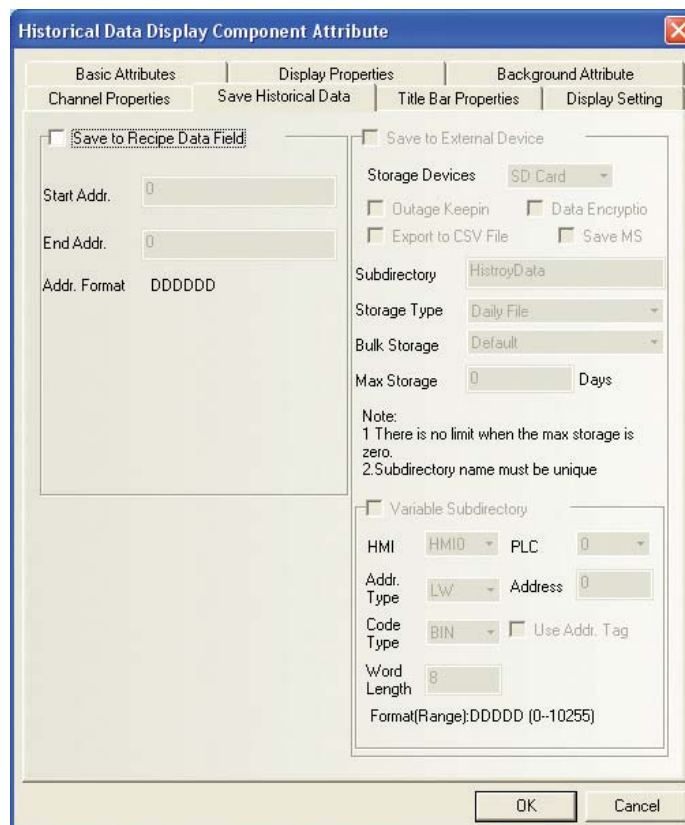 Historical Data Display Component Attribute
Basic Attributes Display Properties Background Attribute
Channel Properties Save Historical Data Title Bar Properties Display Setting
Save to Recipe Data Field
Start Addr. 0
End Addr. 0
Addr. Format DDDDDD
Save to External Device
Storage Devices SD Card
Outage Keepin Data Encryptio
Export to CSV File Save MS
Subdirectory HistroyData
Storage Type Daily File
Bulk Storage Default
Max Storage 0 Days
Note:
1 There is no limit when the max storage is
zero.
2.Subdirectory name must be unique
Variable Subdirectory
HMI HMI0 PLC 0
Addr.
Type LW Address 0
Code
Type BIN Use Addr. Tag
Word
Length 8
Format(Range):DDDDD (0--10255)
OK Cancel